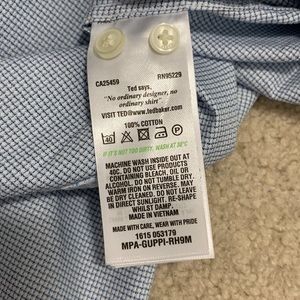 CA25459 RN95229
Ted says,
"No ordinary designer, no
ordinary shirt".
VISIT TED@WWW.TEDBAKER.COM
100% COTTON
40
IF IT'S NOT TOO DIRTY, WASH AT 30°C
MACHINE WASH INSIDE OUT AT
40C. DO NOT USE PRODUCTS
CONTAINING BLEACH, OIL OR
ALCOHOL. DO NOT TUMBLE DRY.
WARM IRON ON REVERSE. MAY
BE DRY CLEANED. DO NOT LEAVE
IN DIRECT SUNLIGHT. RE-SHAPE
WHILST DAMP.
MADE IN VIETNAM
MADE WITH CARE, WEAR WITH PRIDE
1615 053179
MPA-GUPPI-RH9M